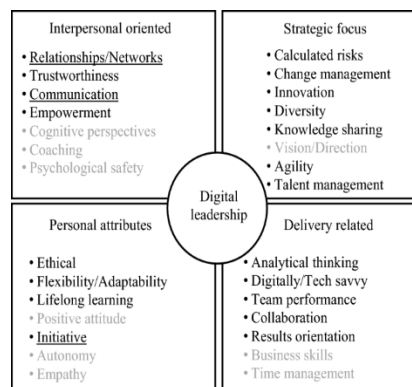 Interpersonal oriented
• Relationships/Networks
• Trustworthiness
• Communication
• Empowerment
• Cognitive perspectives
• Coaching
• Psychological safety
Strategic focus
• Calculated risks
• Change management
• Innovation
• Diversity
• Knowledge sharing
• Vision/Direction
• Agility
• Talent management
Digital
leadership
Personal attributes
• Ethical
• Flexibility/Adaptability
• Lifelong learning
• Positive attitude
• Initiative
• Autonomy
• Empathy
Delivery related
• Analytical thinking
• Digitally/Tech savvy
• Team performance
• Collaboration
• Results orientation
• Business skills
• Time management